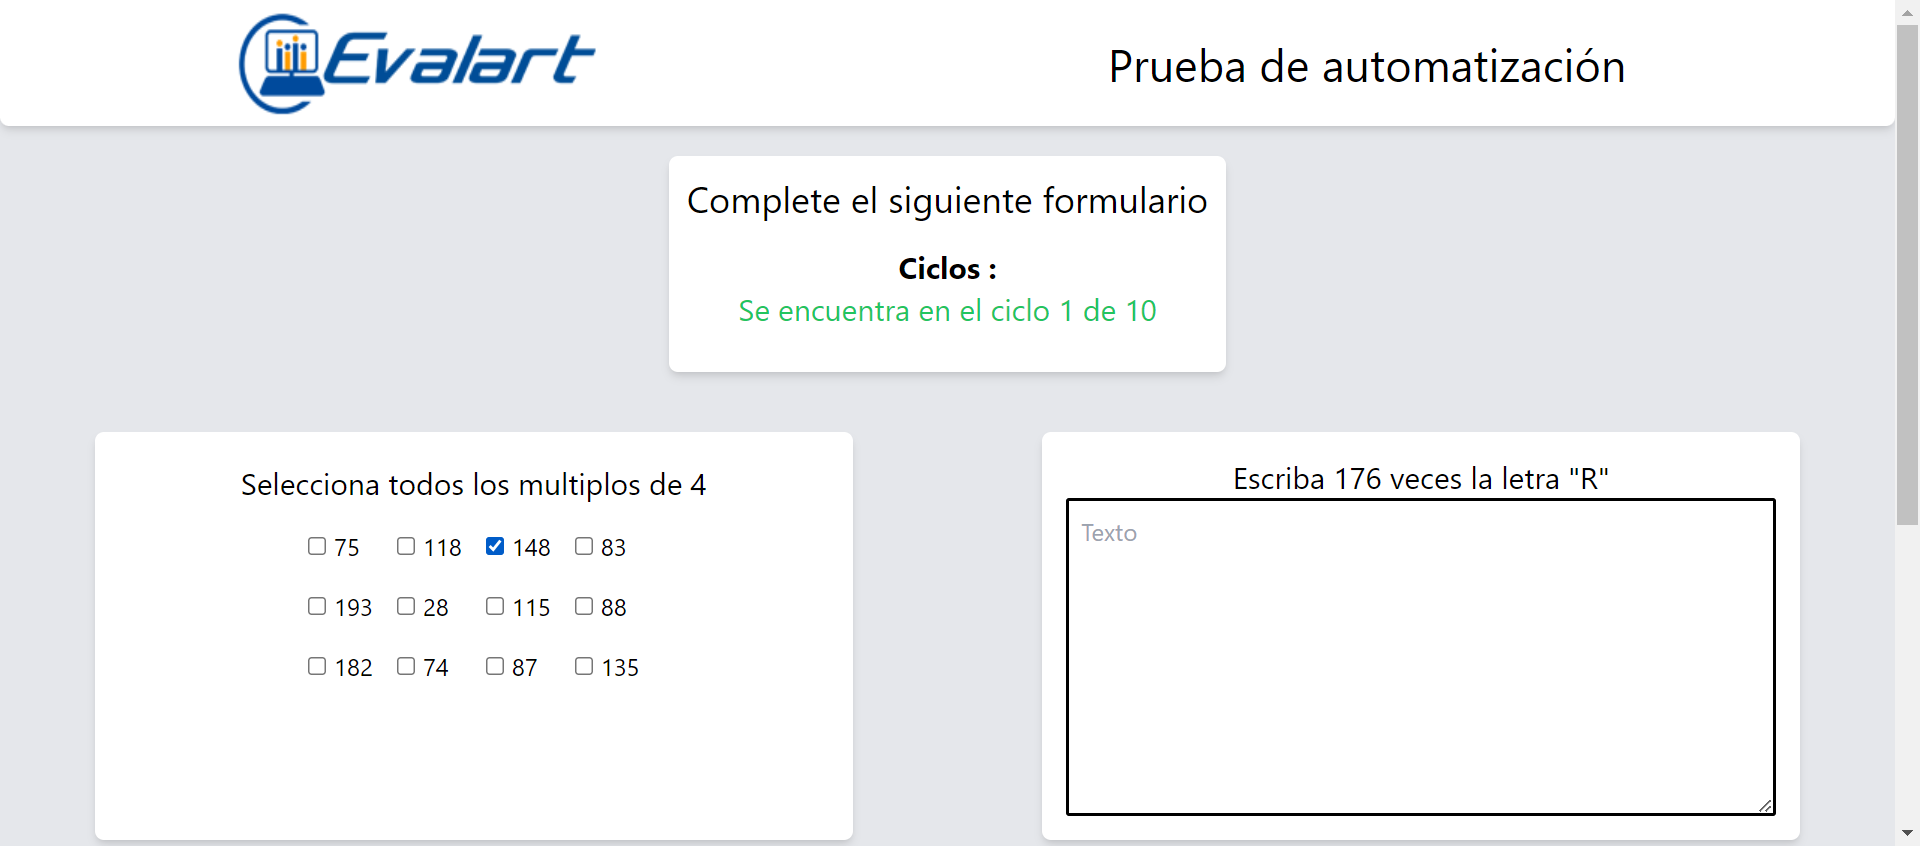 Evalart
Prueba de automatización
Complete el siguiente formulario
Ciclos :
Se encuentra en el ciclo 1 de 10
Selecciona todos los multiplos de 4
75 118 148 83
193 28 115 88
182 74 87 135
Escriba 176 veces la letra "R"
Texto